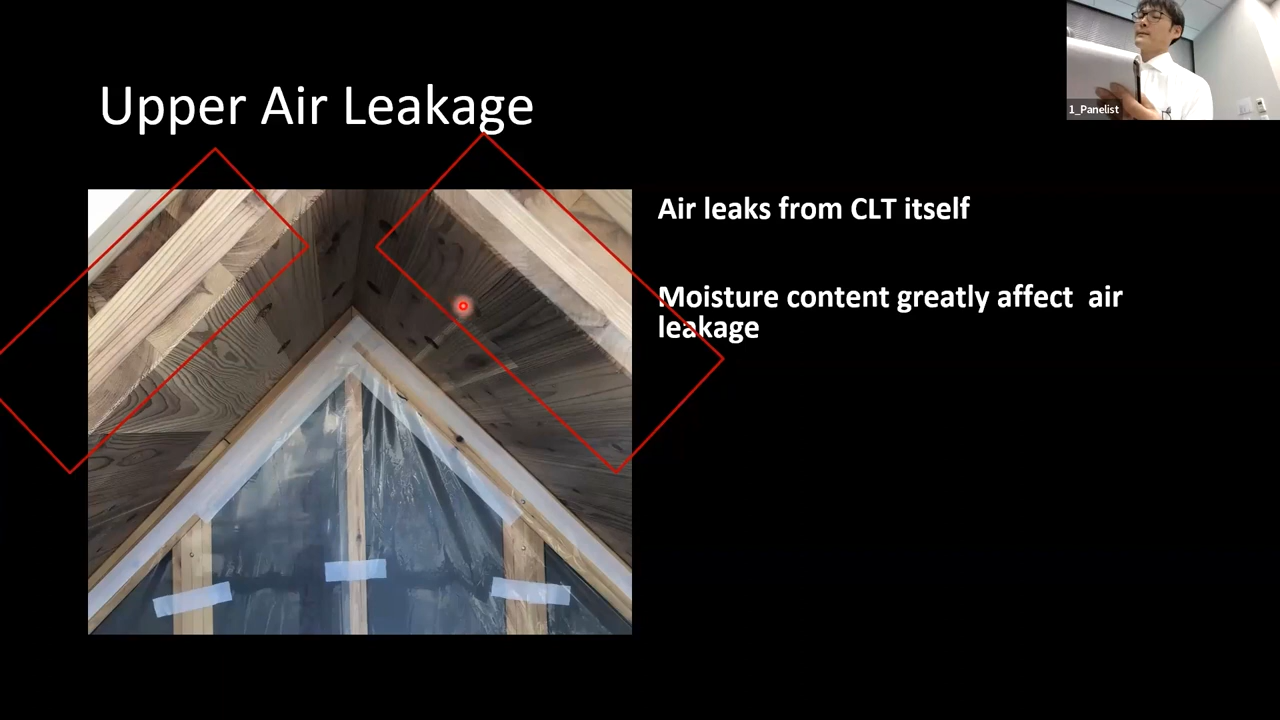 1_Panelist
Upper Air Leakage
Air leaks from CLT itself
Moisture content greatly affect  air
leakage